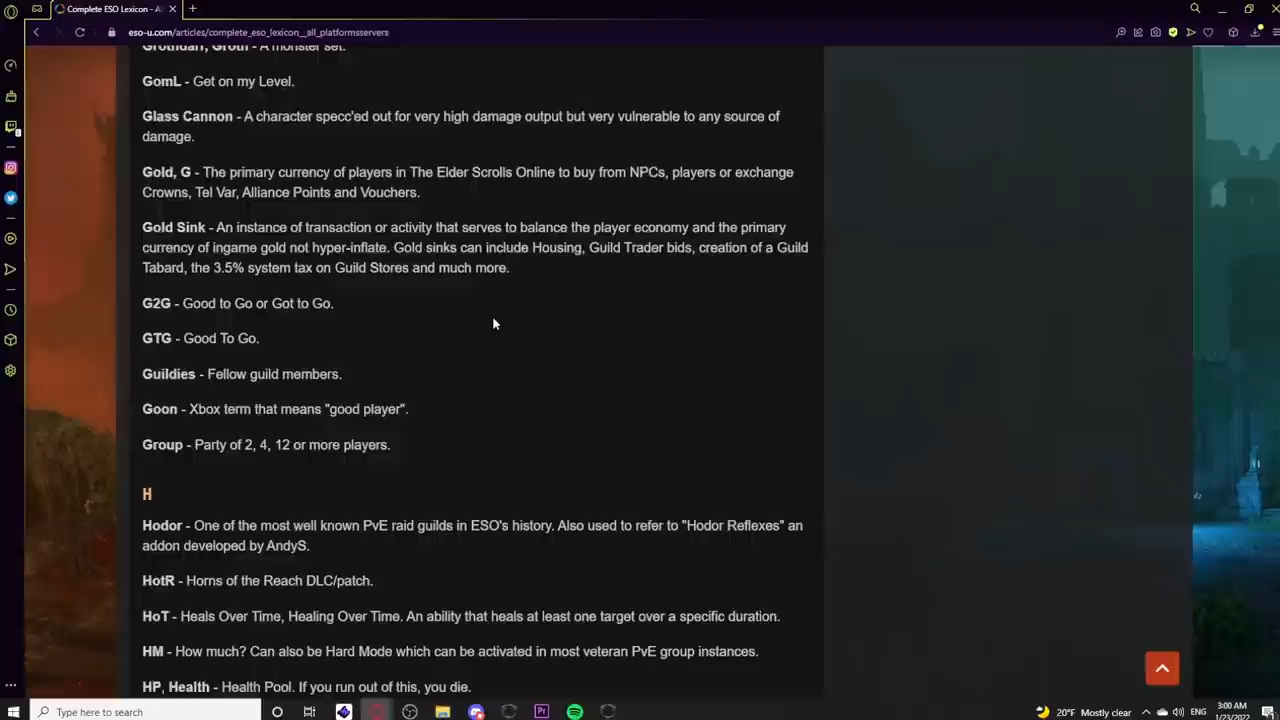 Complete ESO Lexicon - Al
eso-u.com/articles/complete_eso_lexicon__all_platformsservers
Grothdarr, Groth - A monster set.
GomL - Get on my Level.
Glass Cannon - A character specc'ed out for very high damage output but very vulnerable to any source of
damage.
Gold, G - The primary currency of players in The Elder Scrolls Online to buy from NPCs, players or exchange
Crowns, Tel Var, Alliance Points and Vouchers.
Gold Sink - An instance of transaction or activity that serves to balance the player economy and the primary
currency of ingame gold not hyper-inflate. Gold sinks can include Housing, Guild Trader bids, creation of a Guild
Tabard, the 3.5% system tax on Guild Stores and much more.
G2G - Good to Go or Got to Go.
GTG - Good To Go.
Guildies - Fellow guild members.
Goon - Xbox term that means "good player".
Group - Party of 2, 4, 12 or more players.
H
Hodor - One of the most well known PvE raid guilds in ESO's history. Also used to refer to "Hodor Reflexes" an
addon developed by AndyS.
HotR - Horns of the Reach DLC/patch.
HoT - Heals Over Time, Healing Over Time. An ability that heals at least one target over a specific duration.
HM - How much? Can also be Hard Mode which can be activated in most veteran PvE group instances.
HP, Health - Health Pool. If you run out of this, you die.
Type here to search
Pr
20°F Mostly clear
ENG
3:00 AM
1/23/2022